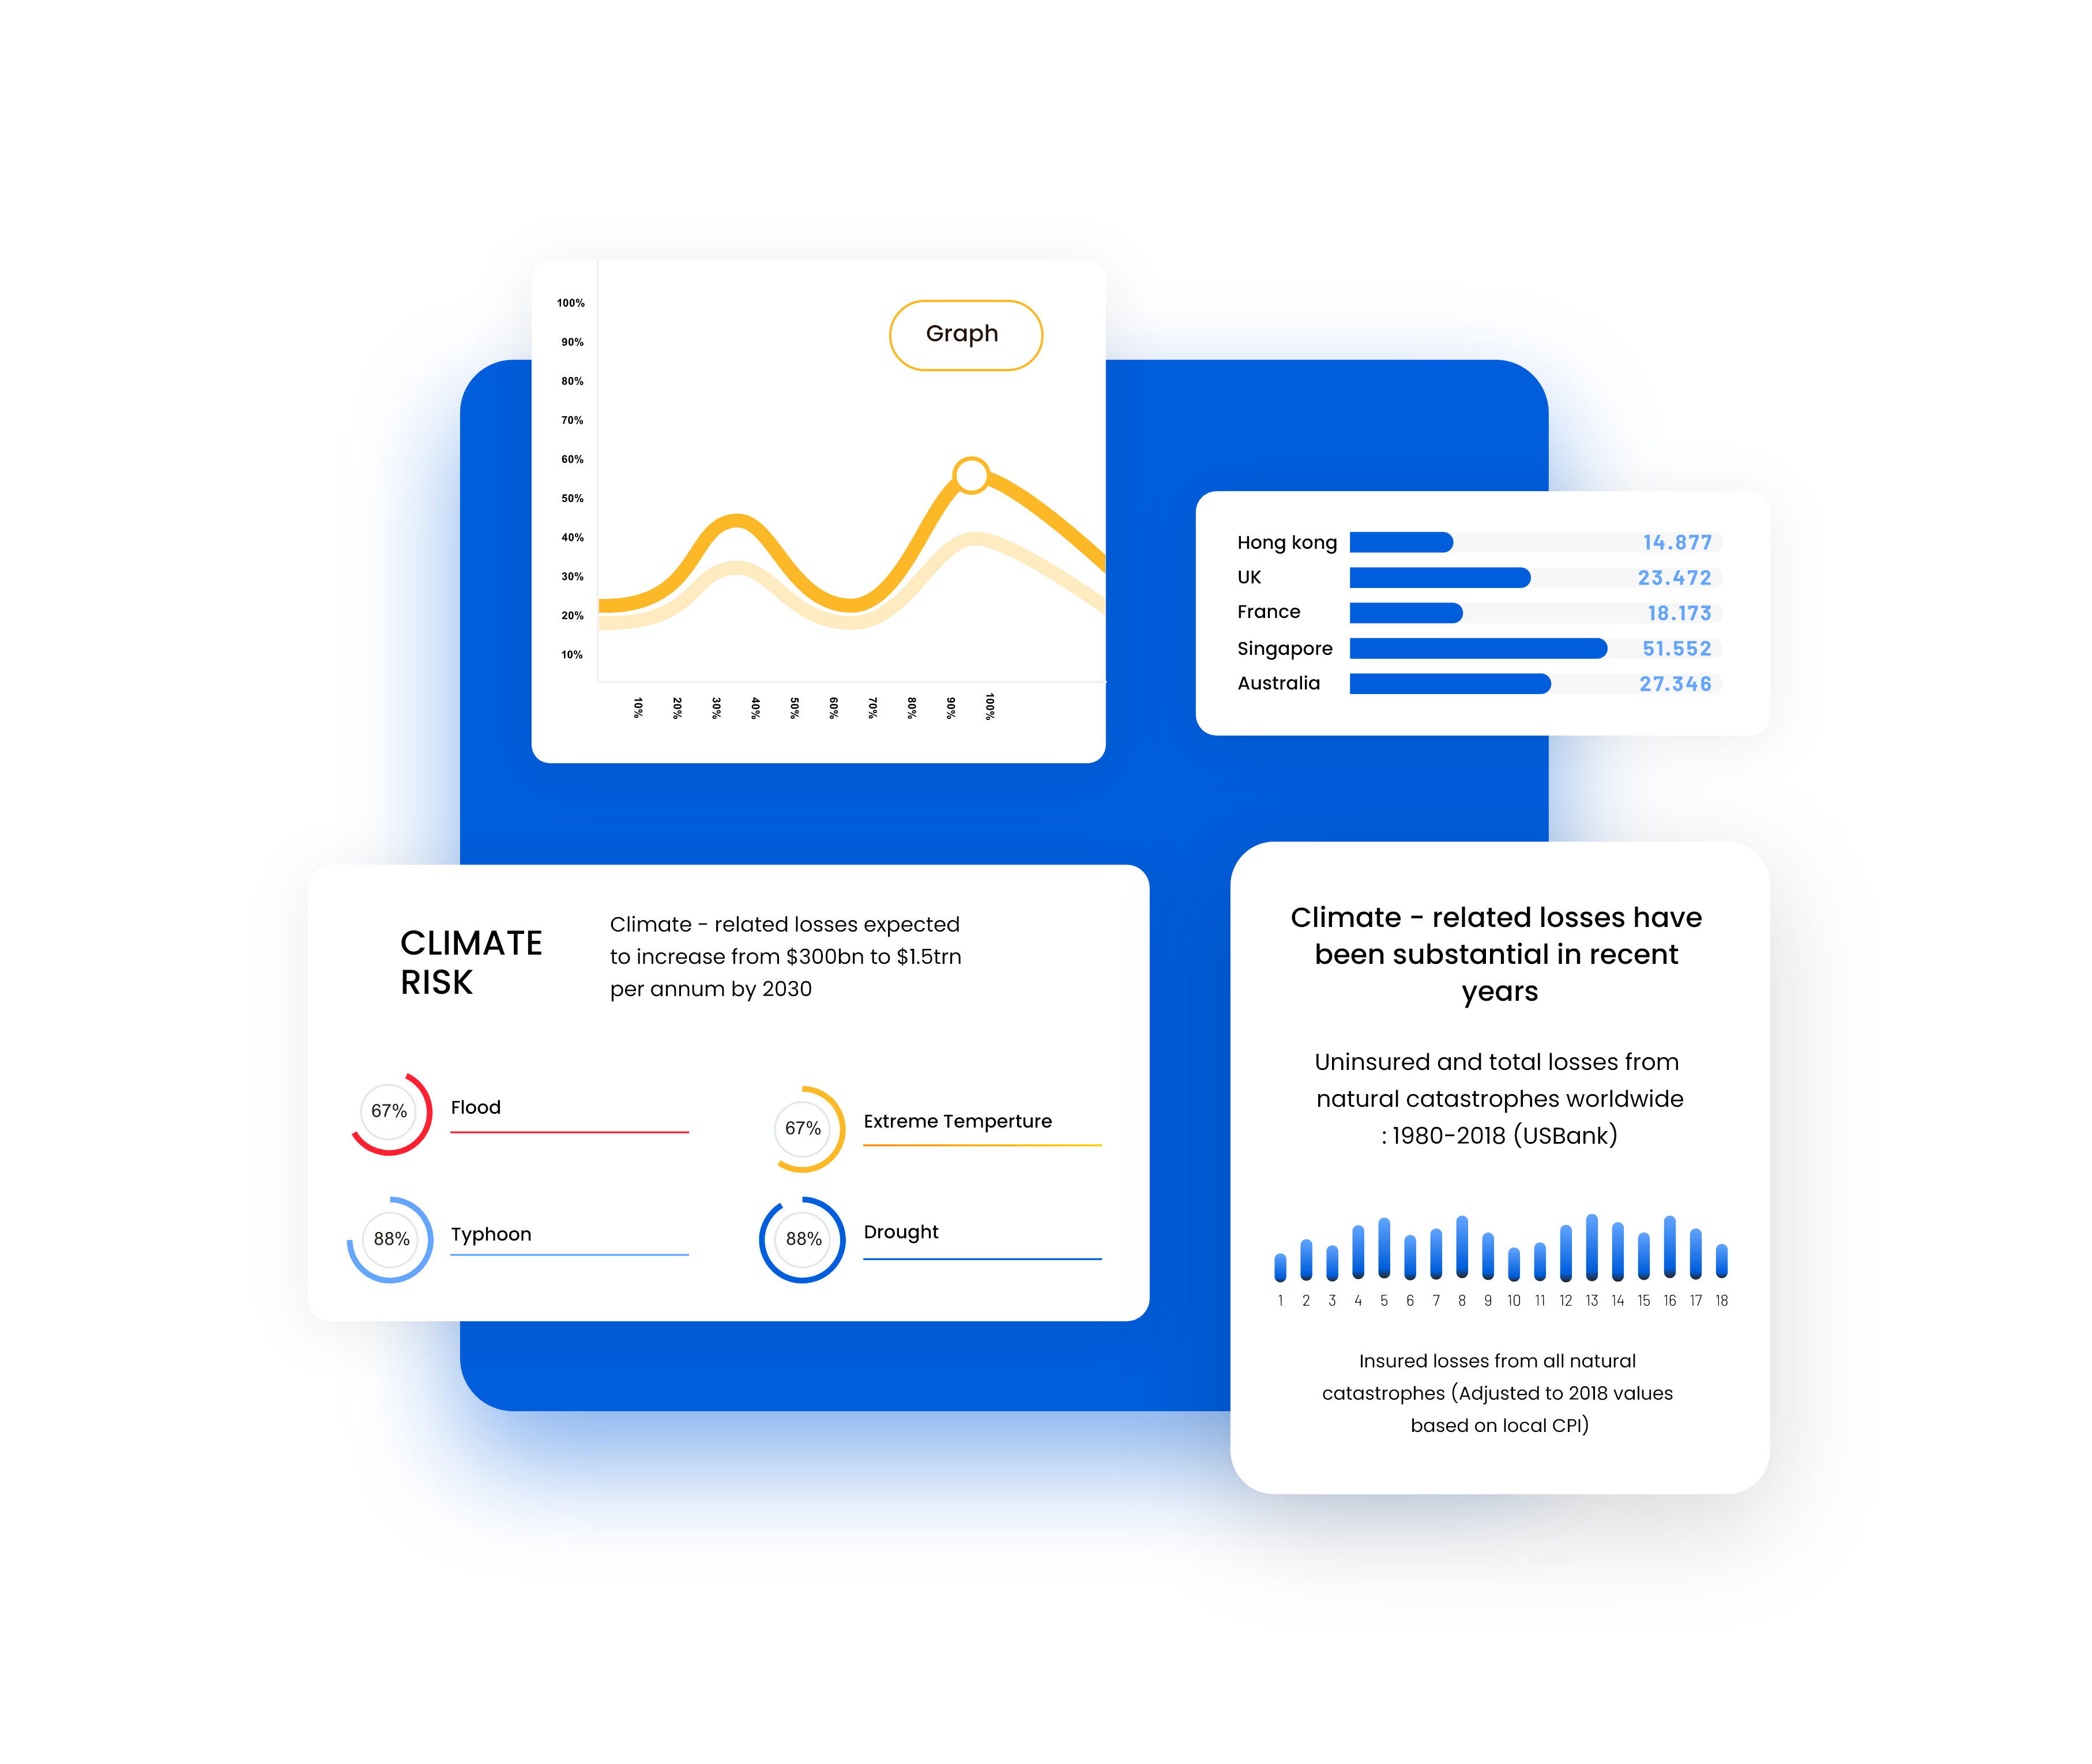 100%
90%
80%
70%
60%
50%
40%
30%
20%
10%
Graph
10%
20%
30%
40%
50%
60%
70%
80%
90%
100%
Hong kong 14.877
UK 23.472
France 18.173
Singapore 51.552
Australia 27.346
CLIMATE
RISK
Climate - related losses expected
to increase from $300bn to $1.5trn
per annum by 2030
67% Flood
67% Extreme Temperture
88% Typhoon
88% Drought
Climate - related losses have
been substantial in recent
years
Uninsured and total losses from
natural catastrophes worldwide
: 1980-2018 (USBank)
1 2 3 4 5 6 7 8 9 10 11 12 13 14 15 16 17 18
Insured losses from all natural
catastrophes (Adjusted to 2018 values
based on local CPI)